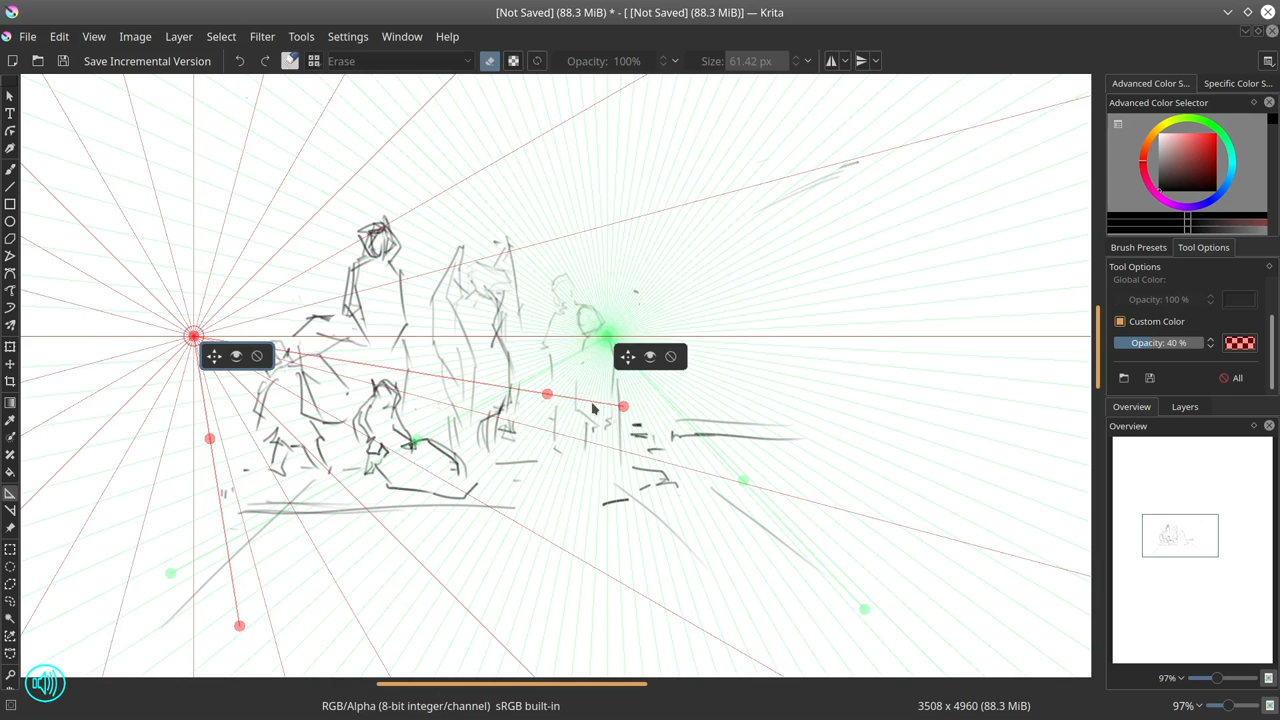 [Not Saved] (88.3 MiB) * - [ [Not Saved] (88.3 MiB)] — Krita
File Edit View Image Layer Select Filter Tools Settings Window Help
Save Incremental Version Erase Opacity: 100% Size: 61.42 px
Advanced Color S... Specific Color S...
Advanced Color Selector
Brush Presets Tool Options
Tool Options
Global Color:
Opacity: 100 %
Custom Color
Opacity: 40 %
All
Overview Layers
Overview
97%
RGB/Alpha (8-bit integer/channel) sRGB built-in 3508 x 4960 (88.3 MiB) 97%